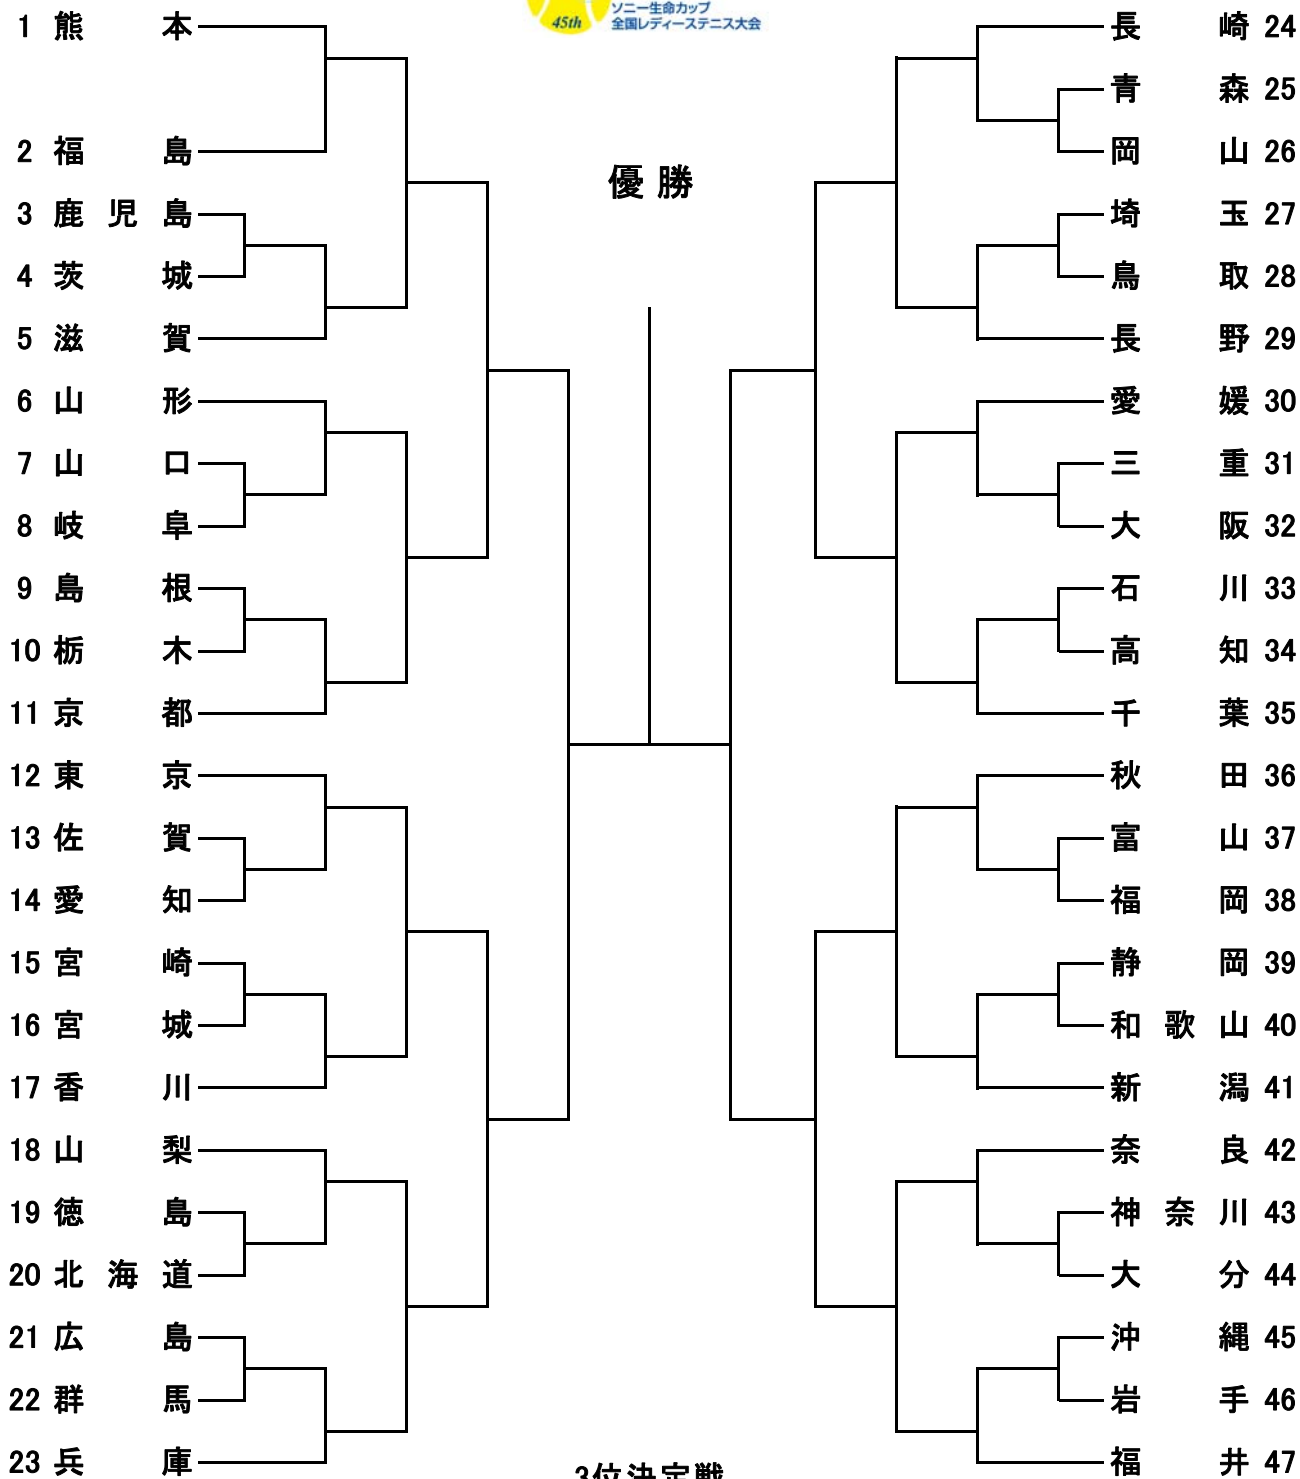 45th
ソニー生命カップ
全国レディーステニス大会
1 熊本
2 福島
3 鹿児島
4 茨城
5 滋賀
6 山形
7 山口
8 岐阜
9 島根
10 栃木
11 京都
12 東京
13 佐賀
14 愛知
15 宮崎
16 宮城
17 香川
18 山梨
19 徳島
20 北海道
21 広島
22 群馬
23 兵庫
優勝
3位決定戦
長崎 24
青森 25
岡山 26
埼玉 27
鳥取 28
長野 29
愛媛 30
三重 31
大阪 32
石川 33
高知 34
千葉 35
秋田 36
富山 37
福岡 38
静岡 39
和歌山 40
新潟 41
奈良 42
神奈川 43
大分 44
沖縄 45
岩手 46
福井 47